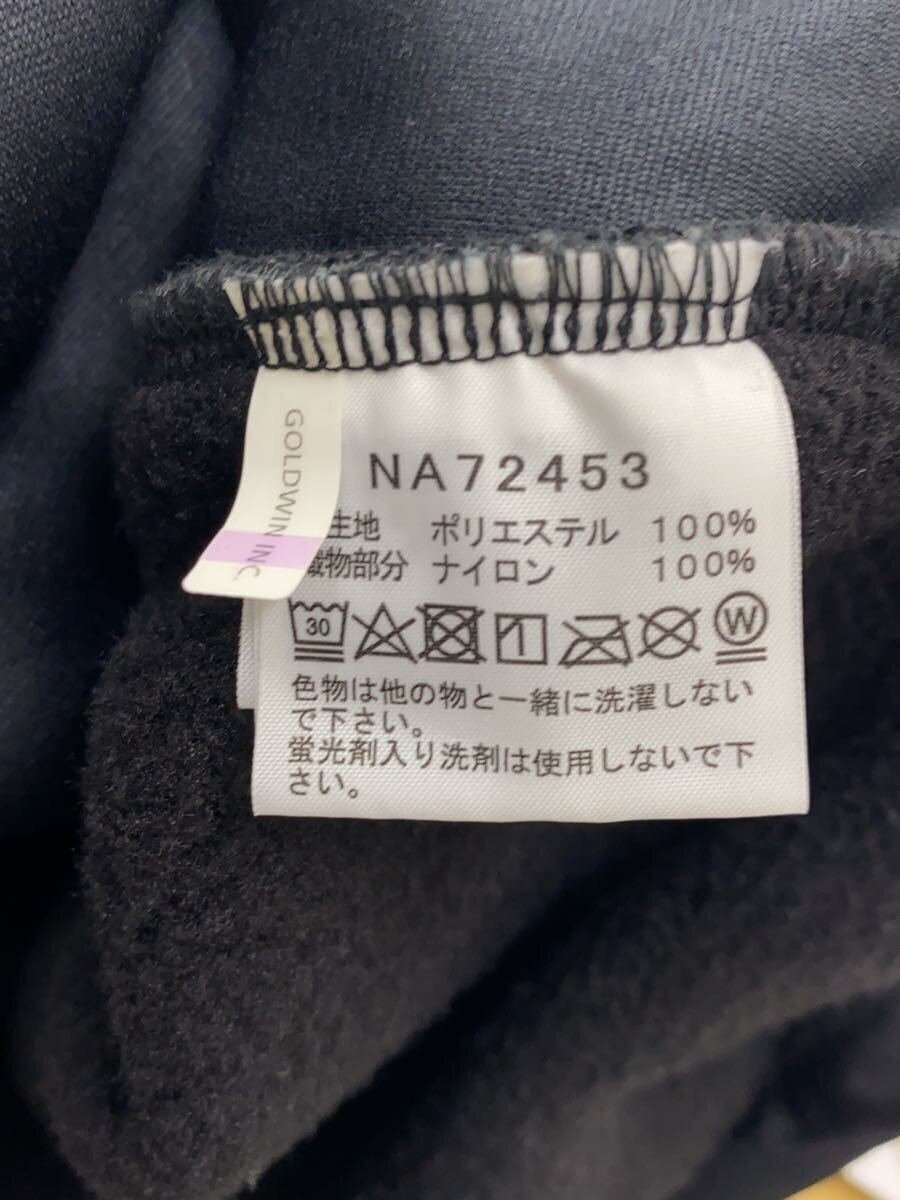 GOLDWIN INC.
NA72453
生地 ポリエステル 100%
織物部分 ナイロン 100%
30 W
色物は他の物と一緒に洗濯しない
で下さい。
蛍光剤入り洗剤は使用しないで下
さい。